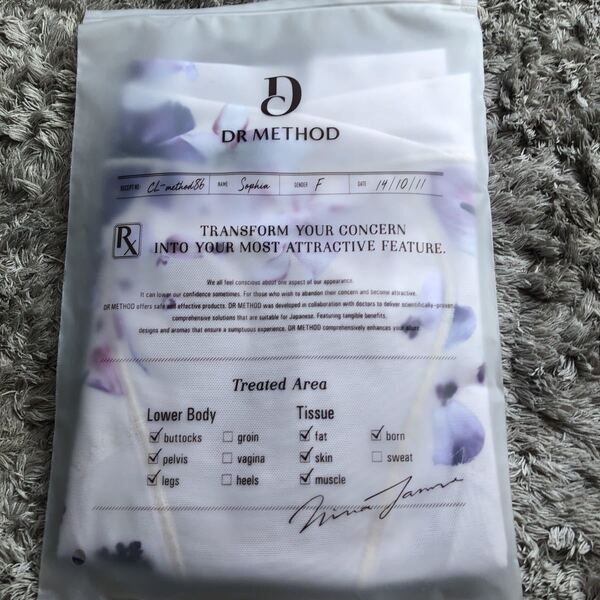 DR METHOD
RECEIPT NO CL-method86 NAME Sophia GENDER F DATE 14/10/11
Rx TRANSFORM YOUR CONCERN
INTO YOUR MOST ATTRACTIVE FEATURE.
We all feel conscious about one aspect of our appearance.
It can lower our confidence sometimes. For those who wish to abandon their concern and become attractive.
DR METHOD offers safe and effective products. DR METHOD was developed in collaboration with doctors to deliver scientifically-proven
comprehensive solutions that are suitable for Japanese. Featuring tangible benefits,
designs and aromas that ensure a sumptuous experience. DR METHOD comprehensively enhances your allure.
Treated Area
Lower Body Tissue
buttocks groin fat born
pelvis vagina skin sweat
legs heels muscle